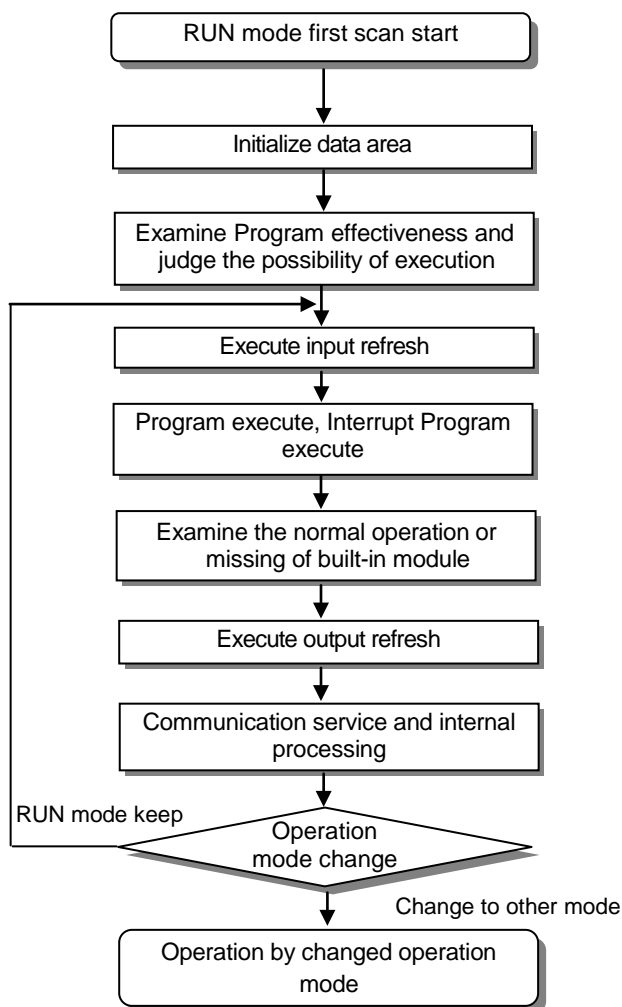 RUN mode first scan start
Initialize data area
Examine Program effectiveness and
judge the possibility of execution
Execute input refresh
Program execute, Interrupt Program
execute
Examine the normal operation or
missing of built-in module
Execute output refresh
Communication service and internal
processing
RUN mode keep
Operation
mode change
Change to other mode
Operation by changed operation
mode